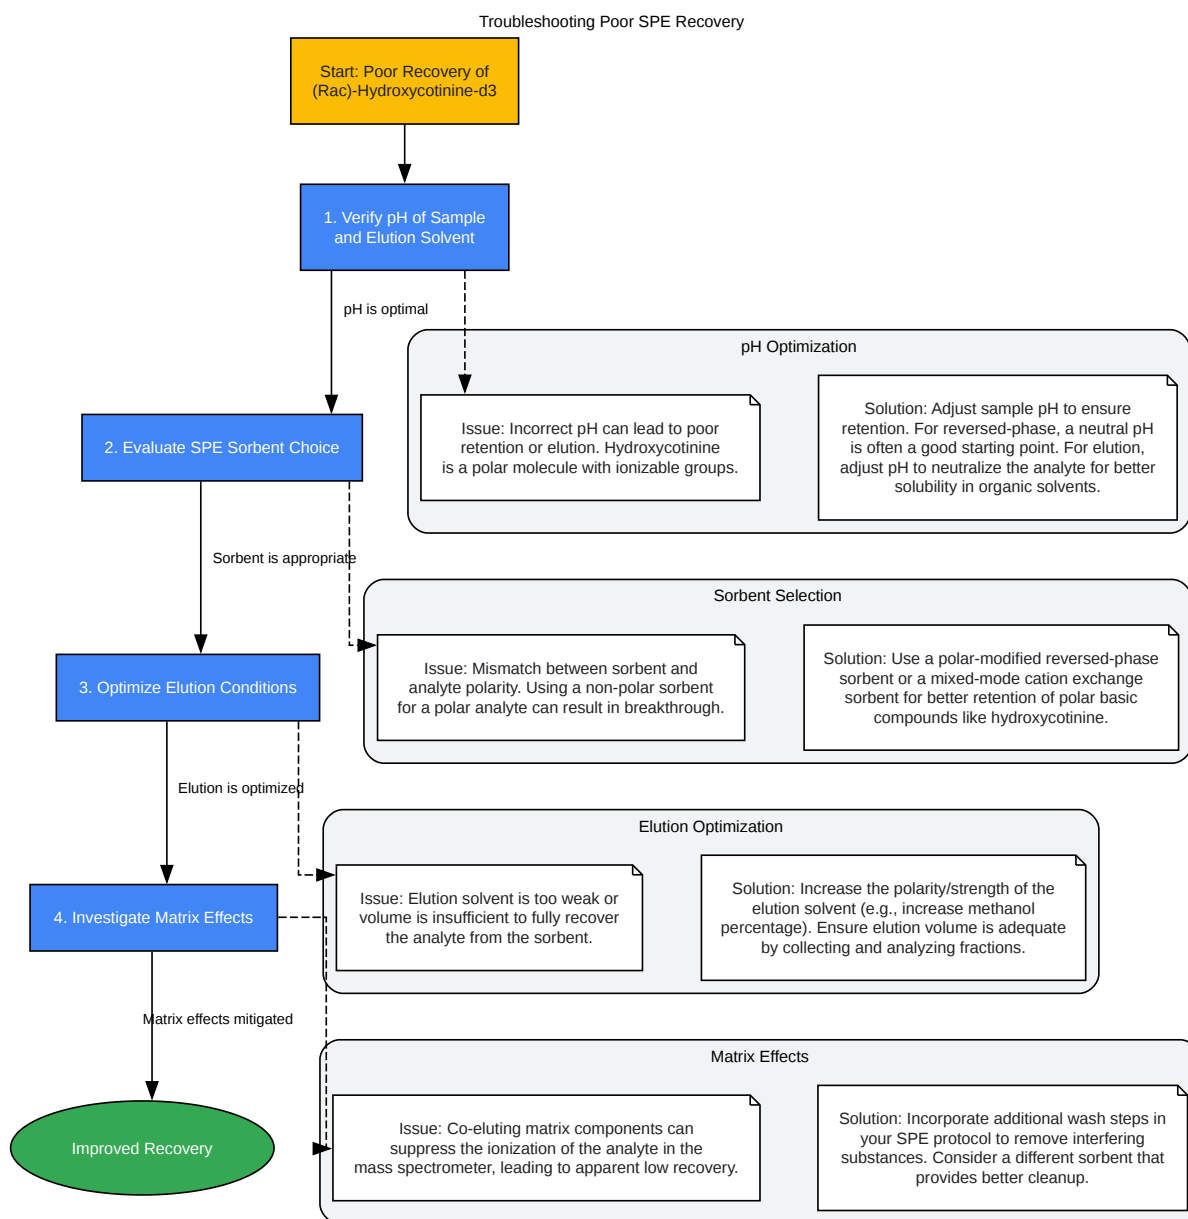 Troubleshooting Poor SPE Recovery
Start: Poor Recovery of
(Rac)-Hydroxycotinine-d3
1. Verify pH of Sample
and Elution Solvent
pH is optimal
pH Optimization
Issue: Incorrect pH can lead to poor
retention or elution. Hydroxycotinine
is a polar molecule with ionizable groups.
Solution: Adjust sample pH to ensure
retention. For reversed-phase, a neutral pH
is often a good starting point. For elution,
adjust pH to neutralize the analyte for better
solubility in organic solvents.
2. Evaluate SPE Sorbent Choice
Sorbent is appropriate
Sorbent Selection
Issue: Mismatch between sorbent and
analyte polarity. Using a non-polar sorbent
for a polar analyte can result in breakthrough.
Solution: Use a polar-modified reversed-phase
sorbent or a mixed-mode cation exchange
sorbent for better retention of polar basic
compounds like hydroxycotinine.
3. Optimize Elution Conditions
Elution is optimized
Elution Optimization
Issue: Elution solvent is too weak or
volume is insufficient to fully recover
the analyte from the sorbent.
Solution: Increase the polarity/strength of the
elution solvent (e.g., increase methanol
percentage). Ensure elution volume is adequate
by collecting and analyzing fractions.
4. Investigate Matrix Effects
Matrix effects mitigated
Matrix Effects
Issue: Co-eluting matrix components can
suppress the ionization of the analyte in the
mass spectrometer, leading to apparent low recovery.
Solution: Incorporate additional wash steps in
your SPE protocol to remove interfering
substances. Consider a different sorbent that
provides better cleanup.
Improved Recovery